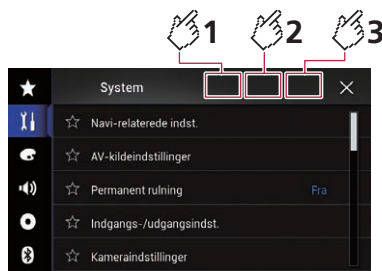 1 2 3
System
Navi-relaterede indst.
AV-kildeindstillinger
Permanent rulning Fra
Indgangs-/udgangsindst.
Kameraindstillinger